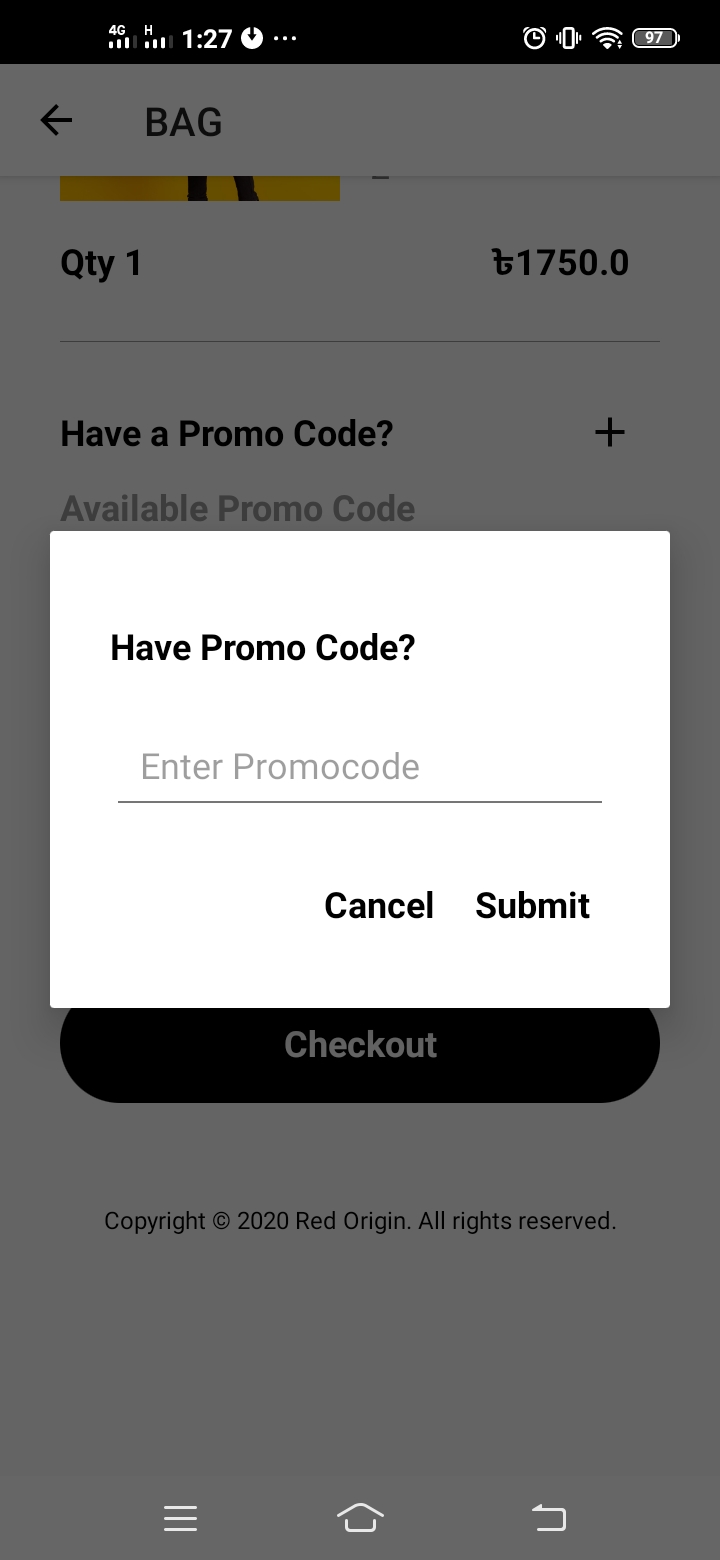 4G H 1:27 97
BAG
Qty 1 ৳1750.0
Have a Promo Code?
Available Promo Code
Have Promo Code?
Enter Promocode
Cancel Submit
Checkout
Copyright © 2020 Red Origin. All rights reserved.